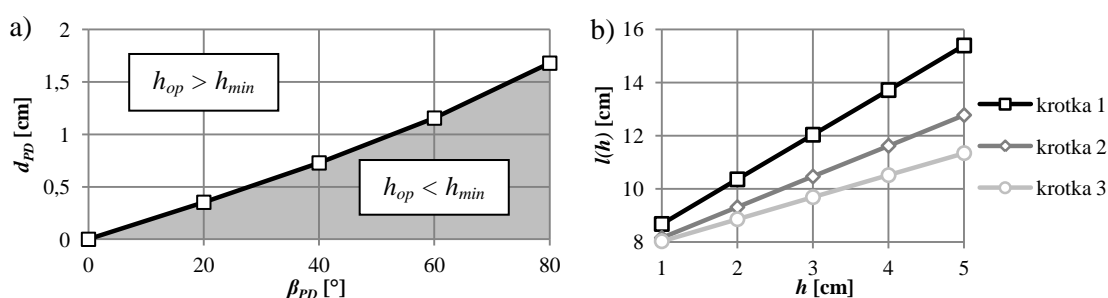 a)
d_PD [cm]
2
1,5
1
0,5
0
h_op > h_min
h_op < h_min
0 20 40 60 80
β_PD [°]
b)
l(h) [cm]
16
14
12
10
8
1 2 3 4 5
h [cm]
krotka 1
krotka 2
krotka 3